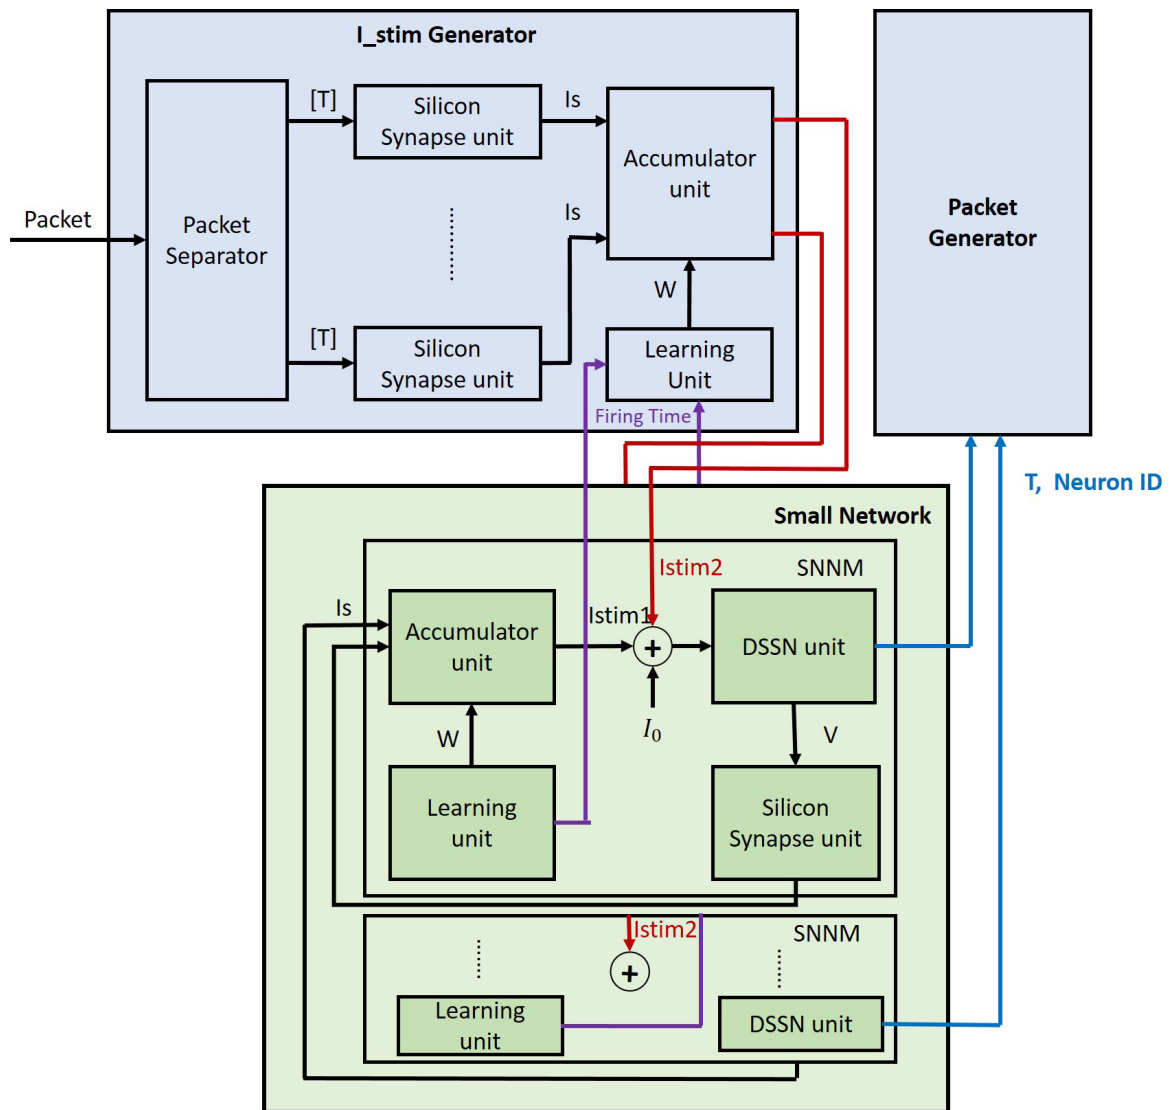 I_stim Generator
Packet
Packet
Separator
[T]
Silicon
Synapse unit
Is
[T]
Silicon
Synapse unit
Is
Accumulator
unit
W
Learning
Unit
Firing Time
Packet
Generator
T, Neuron ID
Small Network
SNNM
Is
Accumulator
unit
Istim1
Istim2
+
I₀
DSSN unit
W
V
Learning
unit
Silicon
Synapse unit
SNNM
Istim2
+
Learning
unit
DSSN unit